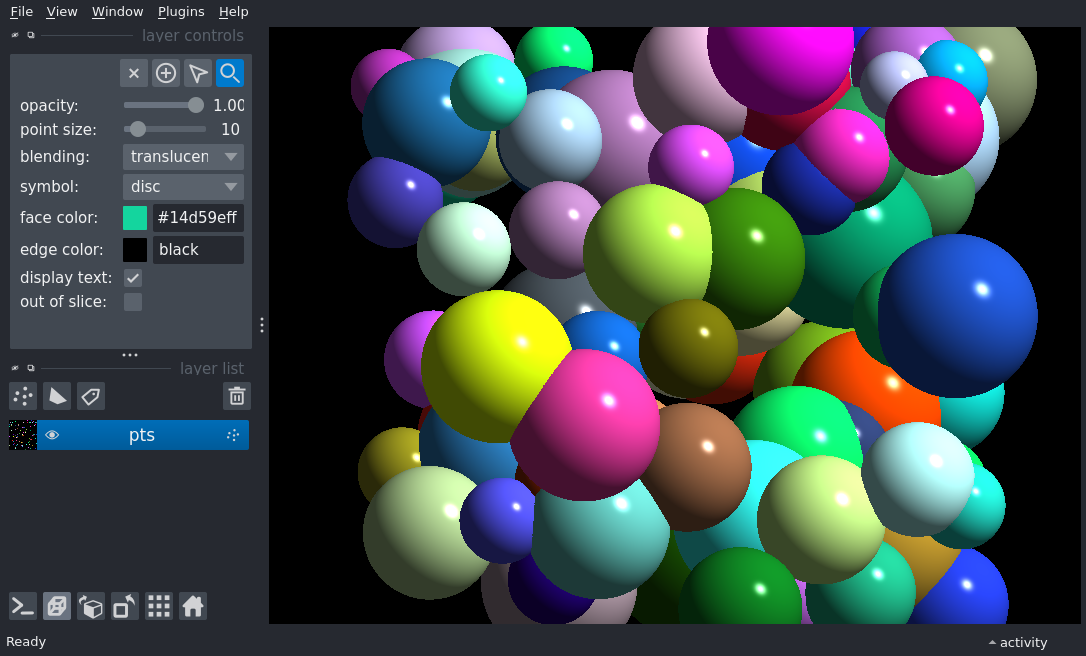 File View Window Plugins Help
layer controls
opacity: 1.00
point size: 10
blending: translucen
symbol: disc
face color: #14d59eff
edge color: black
display text:
out of slice:
layer list
pts
Ready
activity